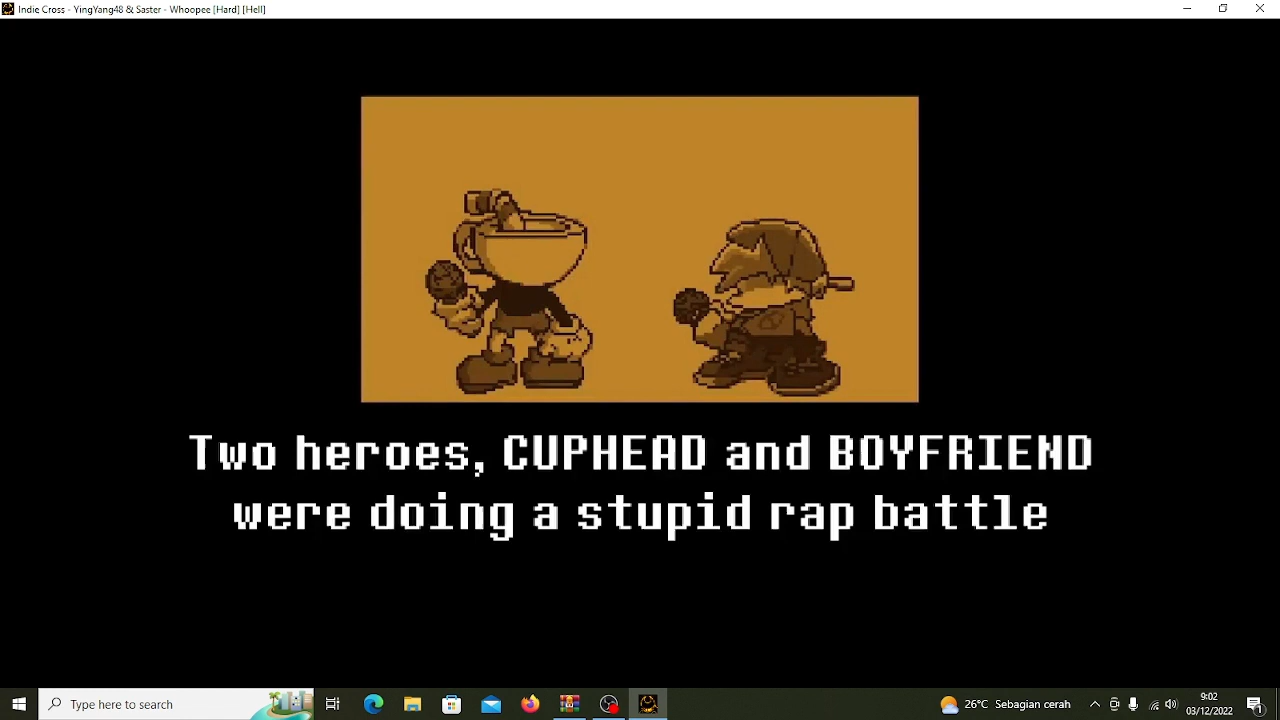 Indie Cross - YingYang48 & Saster - Whoopee [Hard] [Hell]
Two heroes, CUPHEAD and BOYFRIEND
were doing a stupid rap battle
Type here to search
26°C Sebagian cerah
9:02
03/12/2022
1